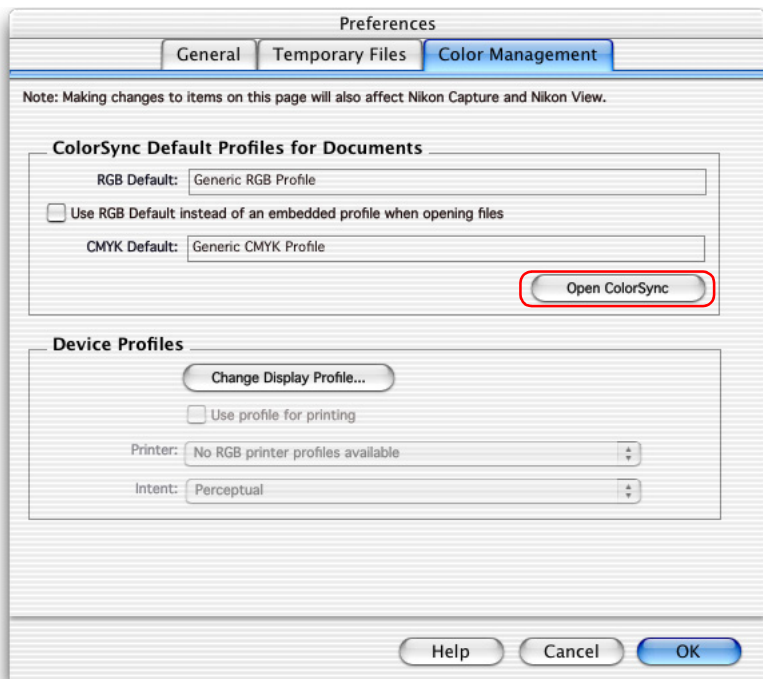 Preferences
General Temporary Files Color Management
Note: Making changes to items on this page will also affect Nikon Capture and Nikon View.
ColorSync Default Profiles for Documents
RGB Default: Generic RGB Profile
Use RGB Default instead of an embedded profile when opening files
CMYK Default: Generic CMYK Profile
Open ColorSync
Device Profiles
Change Display Profile...
Use profile for printing
Printer: No RGB printer profiles available
Intent: Perceptual
Help Cancel OK